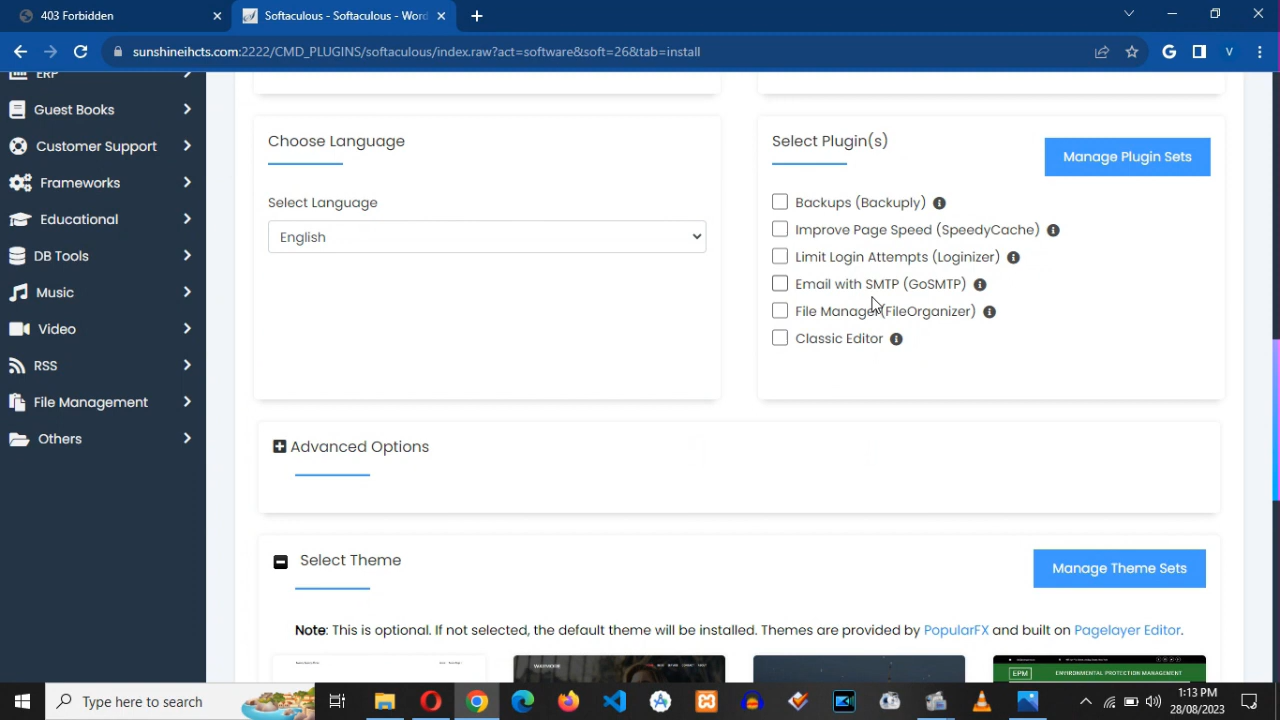 403 Forbidden
Softaculous - Softaculous - Word
sunshineihcts.com:2222/CMD_PLUGINS/softaculous/index.raw?act=software&soft=26&tab=install
V
ERP
Guest Books
Customer Support
Frameworks
Educational
DB Tools
Music
Video
RSS
File Management
Others
Choose Language
Select Language
English
Select Plugin(s)
Manage Plugin Sets
Backups (Backuply)
Improve Page Speed (SpeedyCache)
Limit Login Attempts (Loginizer)
Email with SMTP (GoSMTP)
File Manager (FileOrganizer)
Classic Editor
Advanced Options
Select Theme
Manage Theme Sets
Note: This is optional. If not selected, the default theme will be installed. Themes are provided by PopularFX and built on Pagelayer Editor.
EPM
ENVIRONMENTAL PROTECTION MANAGEMENT
Type here to search
1:13 PM
28/08/2023